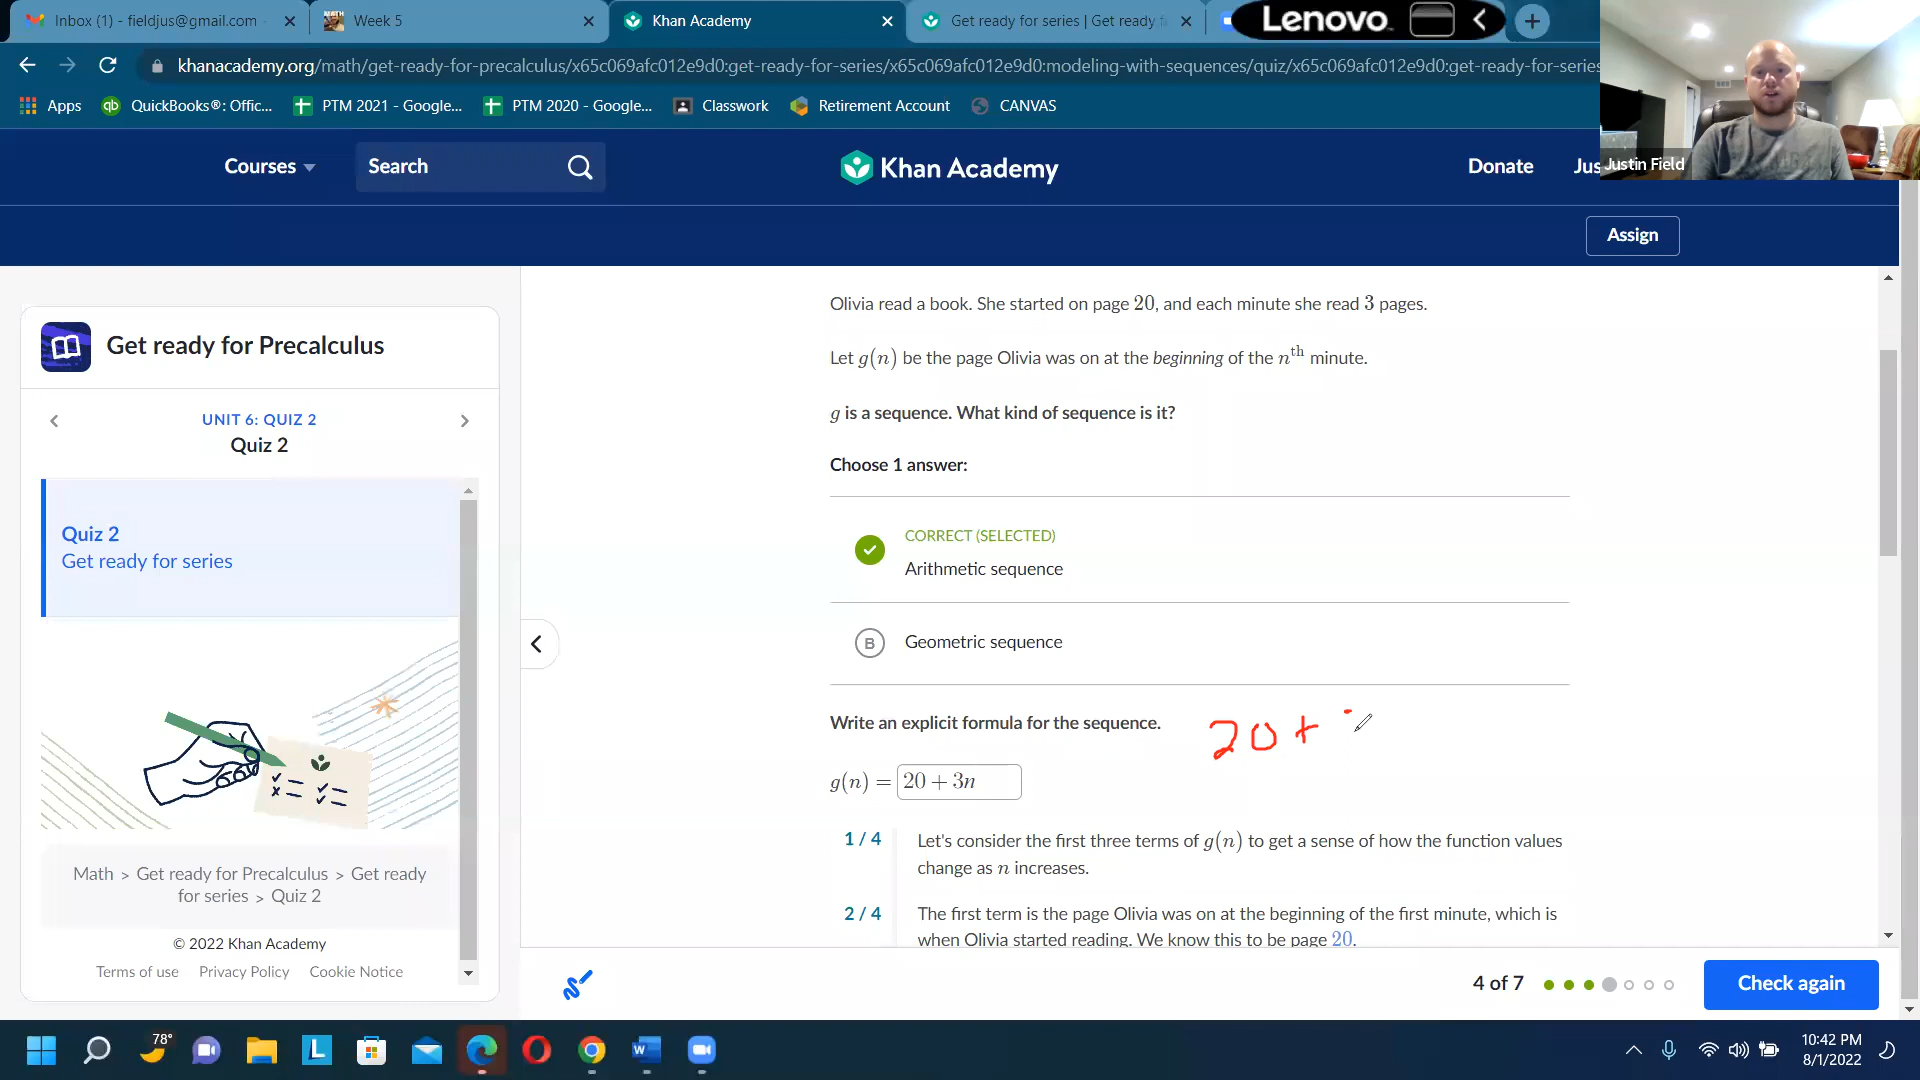 Inbox (1) - fieldjus@gmail.com
Week 5
Khan Academy
Get ready for series | Get ready f
Lenovo
khanacademy.org/math/get-ready-for-precalculus/x65c069afc012e9d0:get-ready-for-series/x65c069afc012e9d0:modeling-with-sequences/quiz/x65c069afc012e9d0:get-ready-for-series
Apps
QuickBooks®: Offic...
PTM 2021 - Google...
PTM 2020 - Google...
Classwork
Retirement Account
CANVAS
Justin Field
Courses
Search
Khan Academy
Donate
Jus
Assign
Get ready for Precalculus
UNIT 6: QUIZ 2
Quiz 2
Quiz 2
Get ready for series
Math > Get ready for Precalculus > Get ready
for series > Quiz 2
© 2022 Khan Academy
Terms of use Privacy Policy Cookie Notice
Olivia read a book. She started on page 20, and each minute she read 3 pages.
Let g(n) be the page Olivia was on at the beginning of the nth minute.
g is a sequence. What kind of sequence is it?
Choose 1 answer:
CORRECT (SELECTED)
Arithmetic sequence
B Geometric sequence
Write an explicit formula for the sequence.
20 +
g(n) = 20 + 3n
1 / 4 Let's consider the first three terms of g(n) to get a sense of how the function values
change as n increases.
2 / 4 The first term is the page Olivia was on at the beginning of the first minute, which is
when Olivia started reading. We know this to be page 20.
4 of 7
Check again
78°
L
W
10:42 PM
8/1/2022